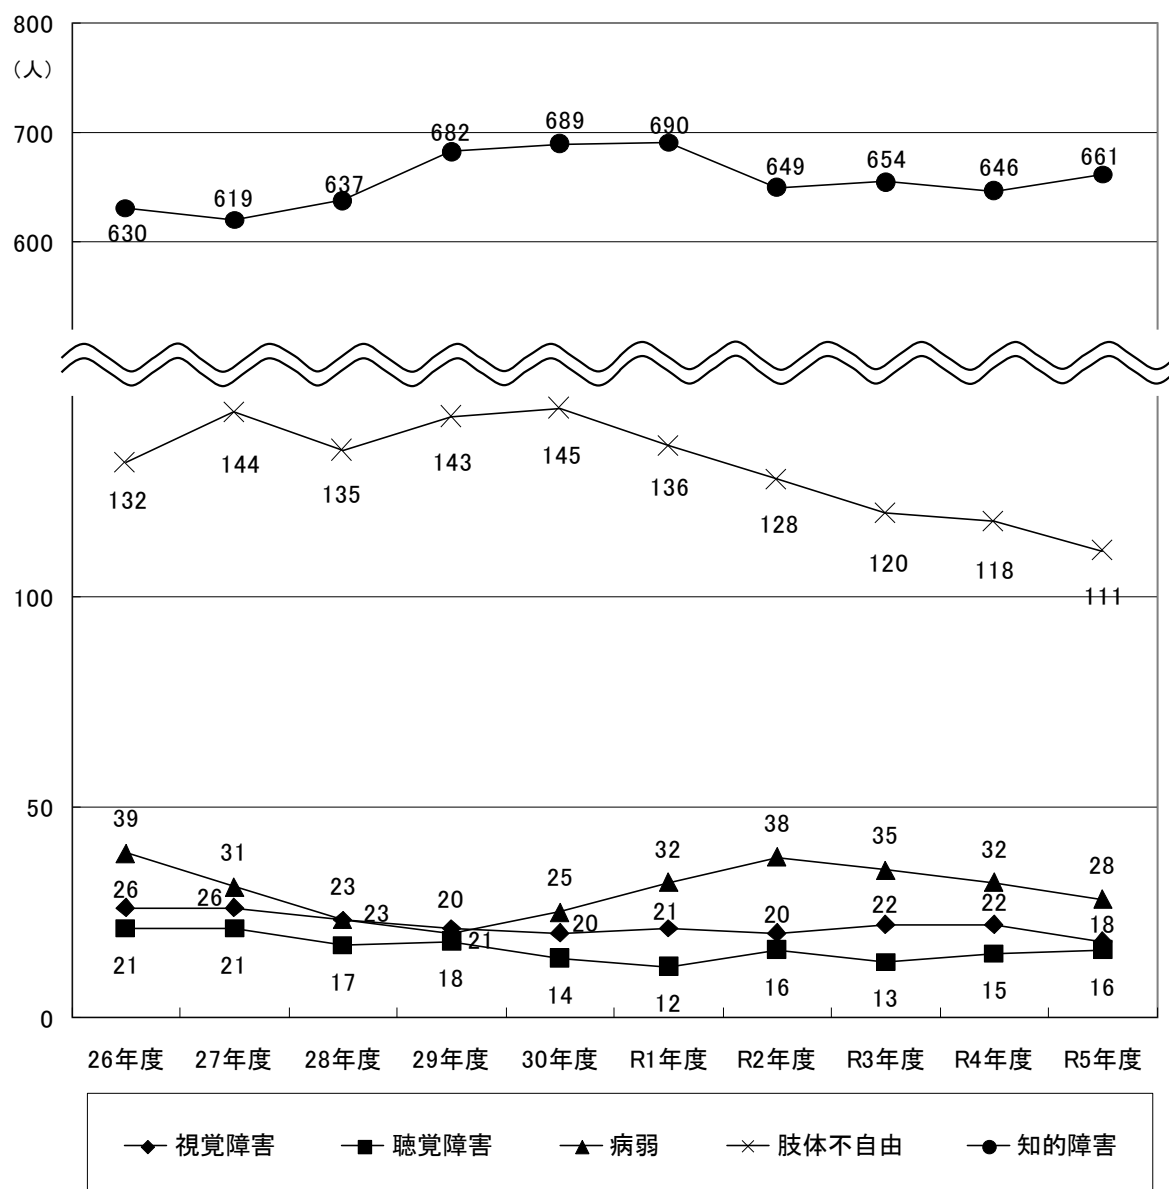 800
(人)
700
682 689 690
649 654 646 661
630 619 637
600
132 144 135 143 145 136 128 120 118 111
100
50
39 31 23 20 25 32 38 35 32 28
26 26 23 21 20 21 20 22 22 18
21 21 17 18 14 12 16 13 15 16
0
26年度 27年度 28年度 29年度 30年度 R1年度 R2年度 R3年度 R4年度 R5年度
視覚障害 聴覚障害 病弱 肢体不自由 知的障害